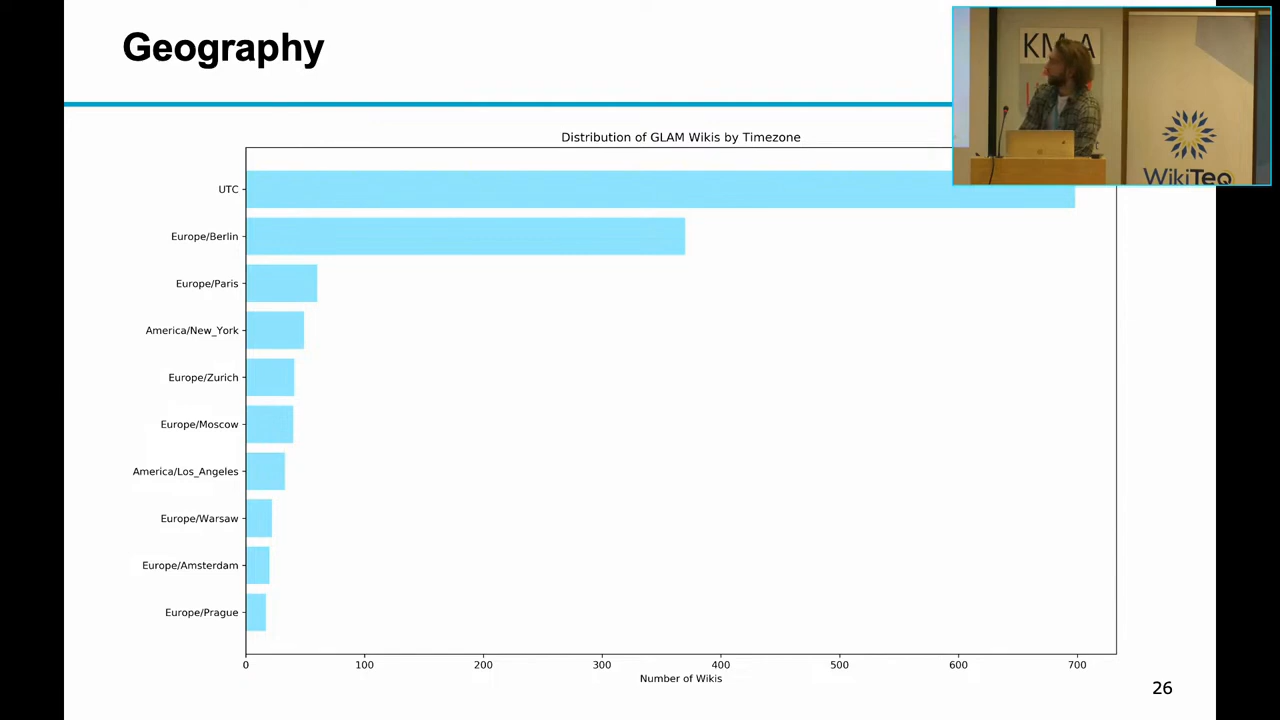 Geography
Distribution of GLAM Wikis by Timezone
UTC
Europe/Berlin
Europe/Paris
America/New_York
Europe/Zurich
Europe/Moscow
America/Los_Angeles
Europe/Warsaw
Europe/Amsterdam
Europe/Prague
0 100 200 300 400 500 600 700
Number of Wikis
26
WikiTeq